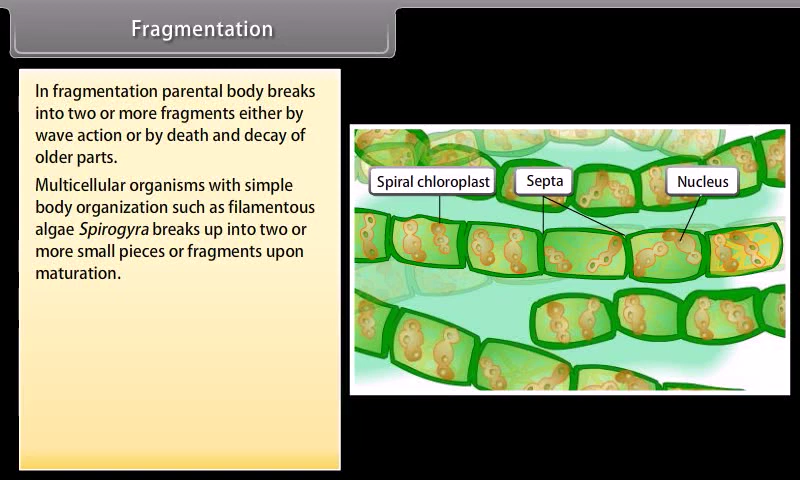 Fragmentation
In fragmentation parental body breaks
into two or more fragments either by
wave action or by death and decay of
older parts.
Multicellular organisms with simple
body organization such as filamentous
algae Spirogyra breaks up into two or
more small pieces or fragments upon
maturation.
Spiral chloroplast
Septa
Nucleus